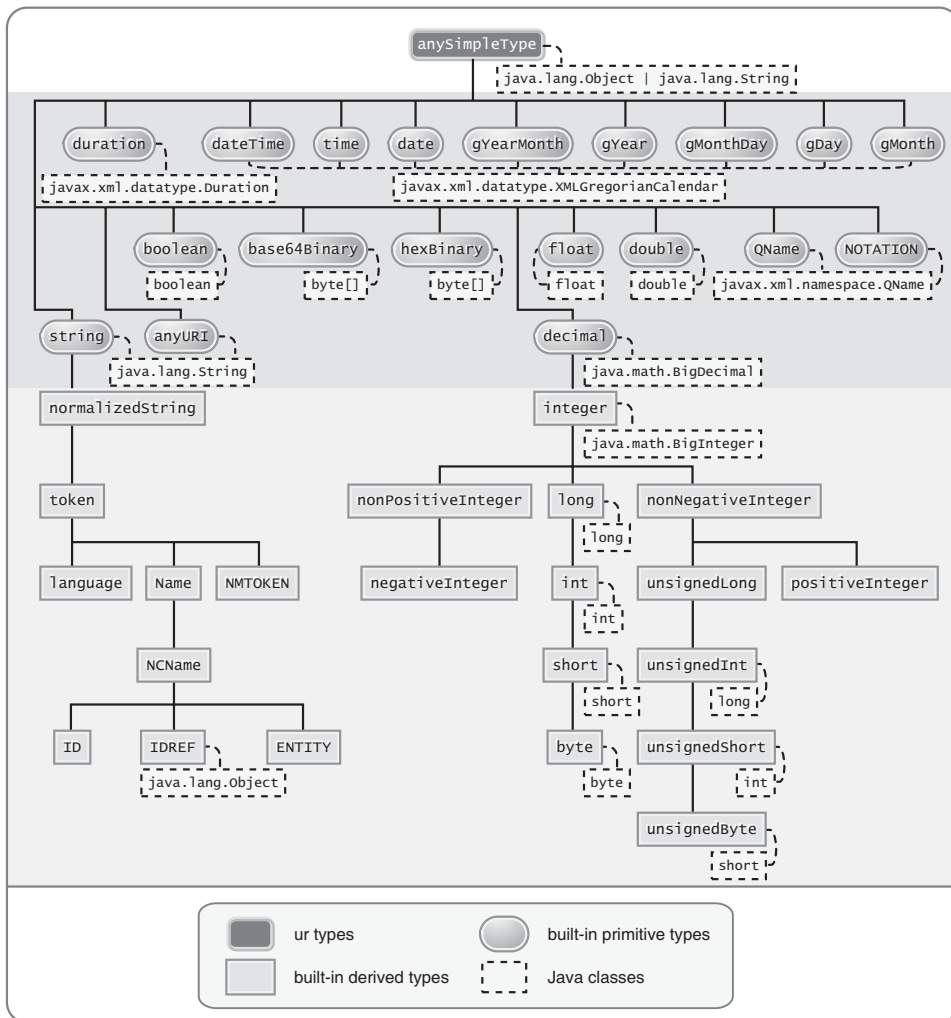 anySimpleType
java.lang.Object | java.lang.String
duration dateTime time date gYearMonth gYear gMonthDay gDay gMonth
javax.xml.datatype.Duration javax.xml.datatype.XMLGregorianCalendar
boolean base64Binary hexBinary float double QName NOTATION
boolean byte[] byte[] float double javax.xml.namespace.QName
string anyURI decimal
java.lang.String java.math.BigDecimal
normalizedString integer
java.math.BigInteger
token nonPositiveInteger long nonNegativeInteger
long
language Name NMTOKEN negativeInteger int unsignedLong positiveInteger
int
NCName short unsignedInt
short long
ID IDREF ENTITY byte unsignedShort
java.lang.Object byte int
unsignedByte
short
ur types built-in primitive types
built-in derived types Java classes